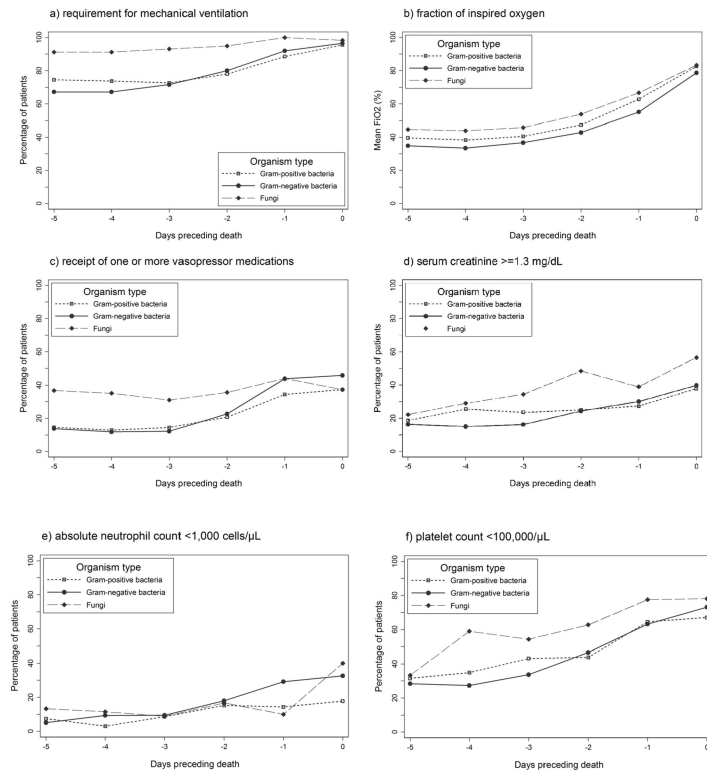 a) requirement for mechanical ventilation
Percentage of patients
0 20 40 60 80 100
Organism type
Gram-positive bacteria
Gram-negative bacteria
Fungi
-5 -4 -3 -2 -1 0
Days preceding death
b) fraction of inspired oxygen
Mean FiO2 (%)
0 20 40 60 80 100
Organism type
Gram-positive bacteria
Gram-negative bacteria
Fungi
-5 -4 -3 -2 -1 0
Days preceding death
c) receipt of one or more vasopressor medications
Percentage of patients
0 20 40 60 80 100
Organism type
Gram-positive bacteria
Gram-negative bacteria
Fungi
-5 -4 -3 -2 -1 0
Days preceding death
d) serum creatinine >=1.3 mg/dL
Percentage of patients
0 20 40 60 80 100
Organism type
Gram-positive bacteria
Gram-negative bacteria
Fungi
-5 -4 -3 -2 -1 0
Days preceding death
e) absolute neutrophil count <1,000 cells/µL
Percentage of patients
0 20 40 60 80 100
Organism type
Gram-positive bacteria
Gram-negative bacteria
Fungi
-5 -4 -3 -2 -1 0
Days preceding death
f) platelet count <100,000/µL
Percentage of patients
0 20 40 60 80 100
Organism type
Gram-positive bacteria
Gram-negative bacteria
Fungi
-5 -4 -3 -2 -1 0
Days preceding death